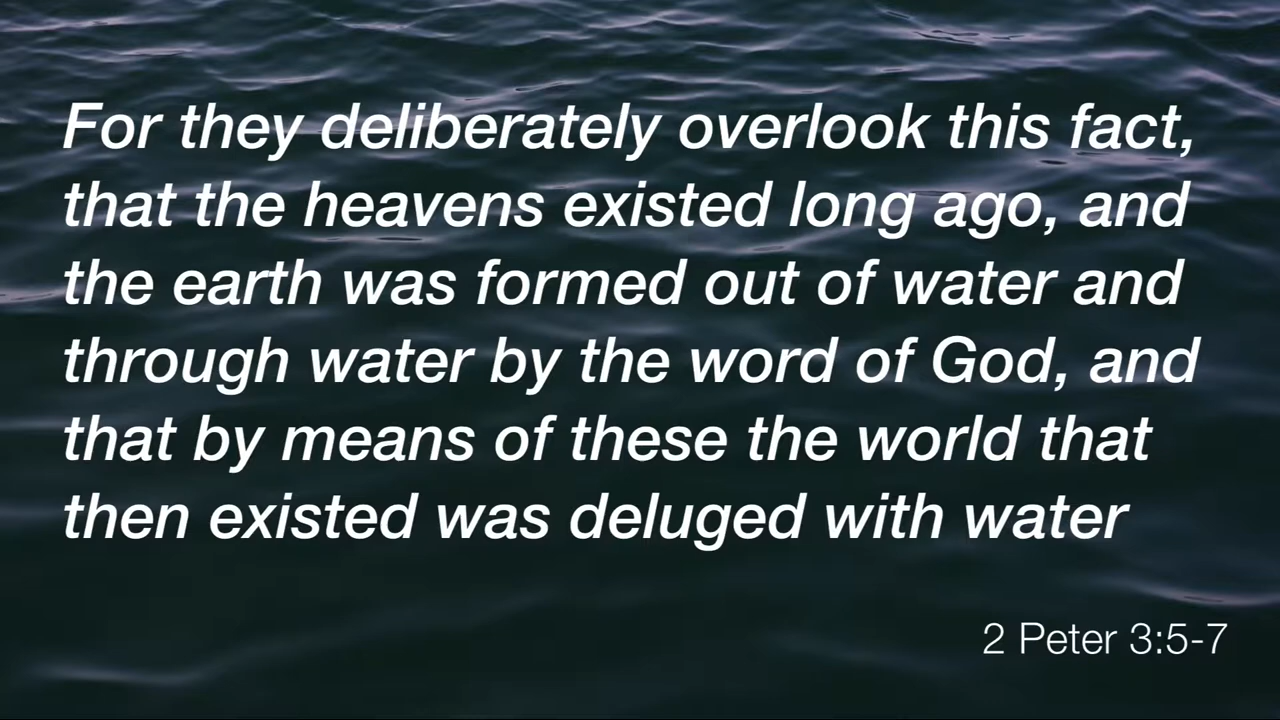 For they deliberately overlook this fact,
that the heavens existed long ago, and
the earth was formed out of water and
through water by the word of God, and
that by means of these the world that
then existed was deluged with water
2 Peter 3:5-7